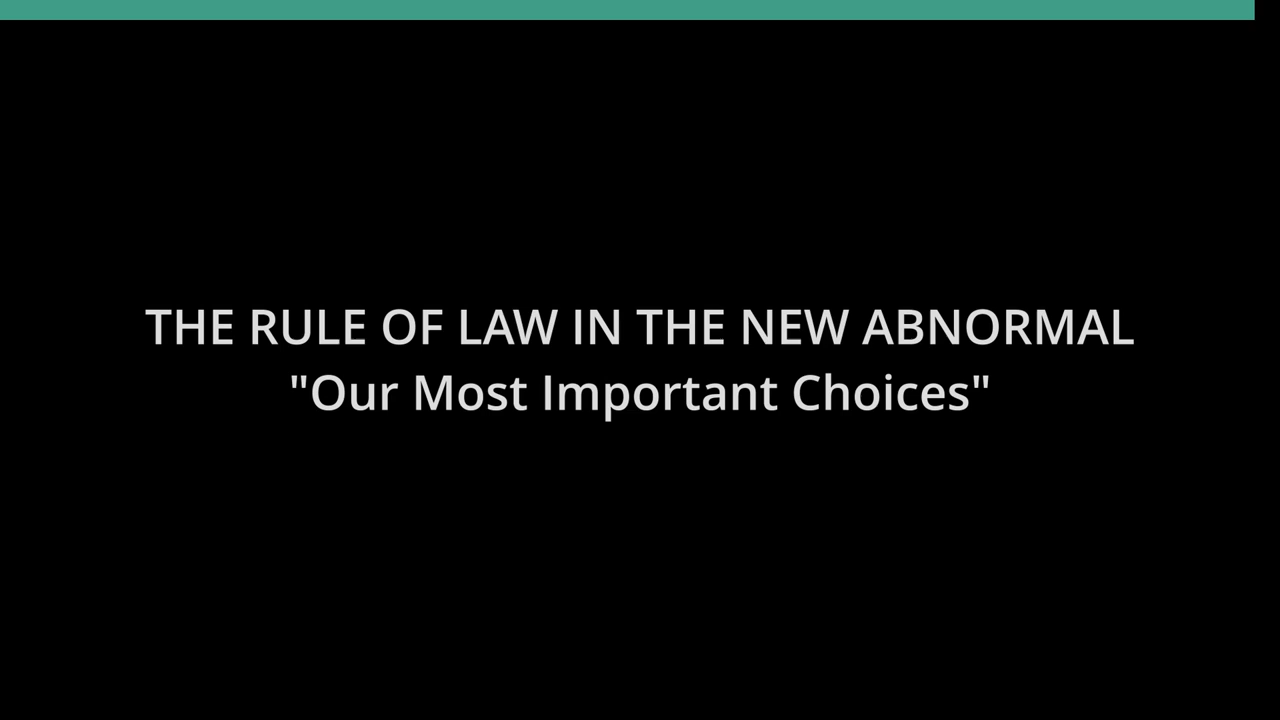 THE RULE OF LAW IN THE NEW ABNORMAL
"Our Most Important Choices"